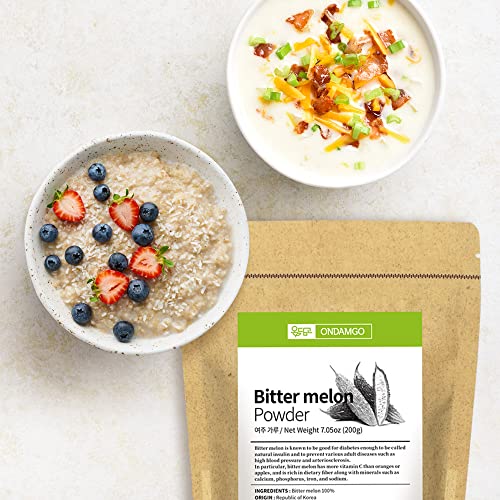 온담고 ONDAMGO
Bitter melon
Powder
여주 가루 / Net Weight 7.05oz (200g)
Bitter melon is known to be good for diabetes enough to be called
natural insulin and to prevent various adult diseases such as
high blood pressure and arteriosclerosis.
In particular, bitter melon has more vitamin C than oranges or
apples, and is rich in dietary fiber along with minerals such as
calcium, phosphorus, iron, and sodium.
INGREDIENTS : Bitter melon 100%
ORIGIN : Republic of Korea